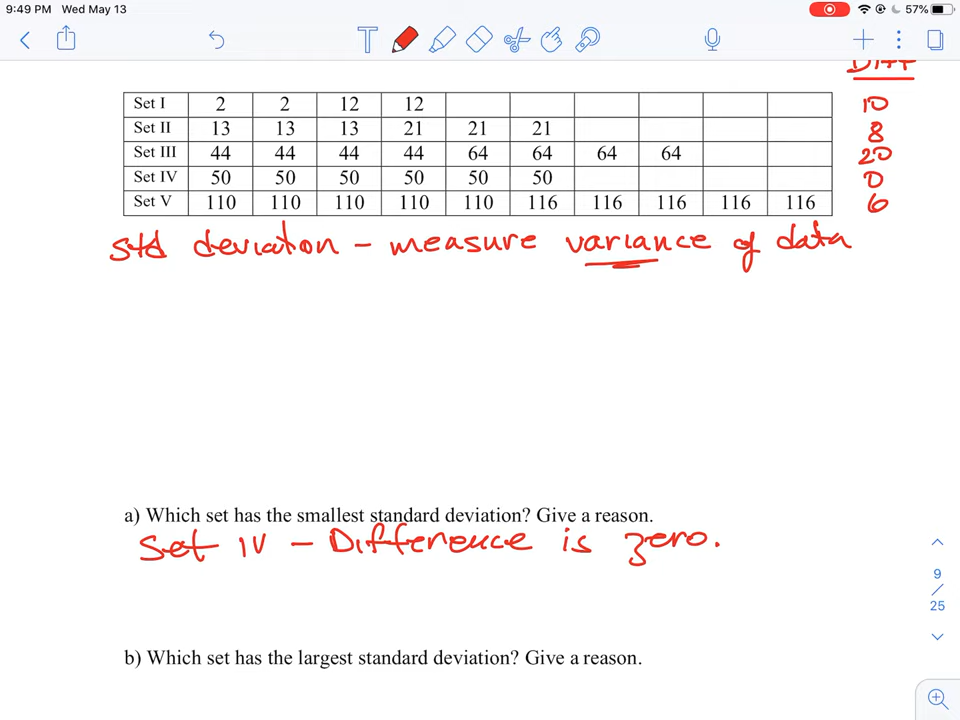 9:49 PM Wed May 13
57%
T
DIFF
Set I 2 2 12 12 10
Set II 13 13 13 21 21 21 8
Set III 44 44 44 44 64 64 64 64 20
Set IV 50 50 50 50 50 50 0
Set V 110 110 110 110 110 116 116 116 116 116 6
Std deviation - measure variance of data
a) Which set has the smallest standard deviation? Give a reason.
Set IV - Difference is zero.
9
/
25
b) Which set has the largest standard deviation? Give a reason.